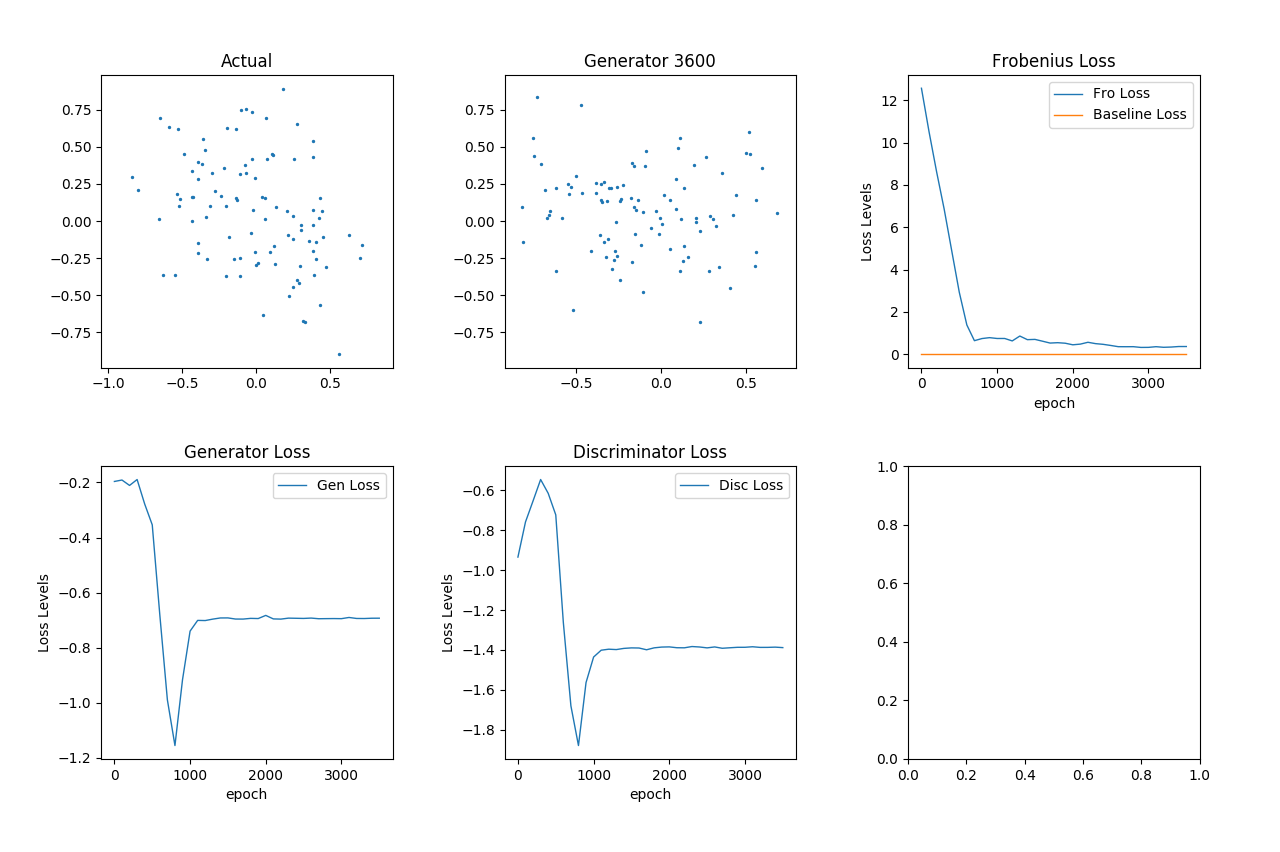 Actual
0.75
0.50
0.25
0.00
−0.25
−0.50
−0.75
−1.0 −0.5 0.0 0.5
Generator 3600
0.75
0.50
0.25
0.00
−0.25
−0.50
−0.75
−0.5 0.0 0.5
Frobenius Loss
Fro Loss
Baseline Loss
Loss Levels
12
10
8
6
4
2
0
0 1000 2000 3000
epoch
Generator Loss
Gen Loss
Loss Levels
−0.2
−0.4
−0.6
−0.8
−1.0
−1.2
0 1000 2000 3000
epoch
Discriminator Loss
Disc Loss
Loss Levels
−0.6
−0.8
−1.0
−1.2
−1.4
−1.6
−1.8
0 1000 2000 3000
epoch
1.0
0.8
0.6
0.4
0.2
0.0
0.0 0.2 0.4 0.6 0.8 1.0